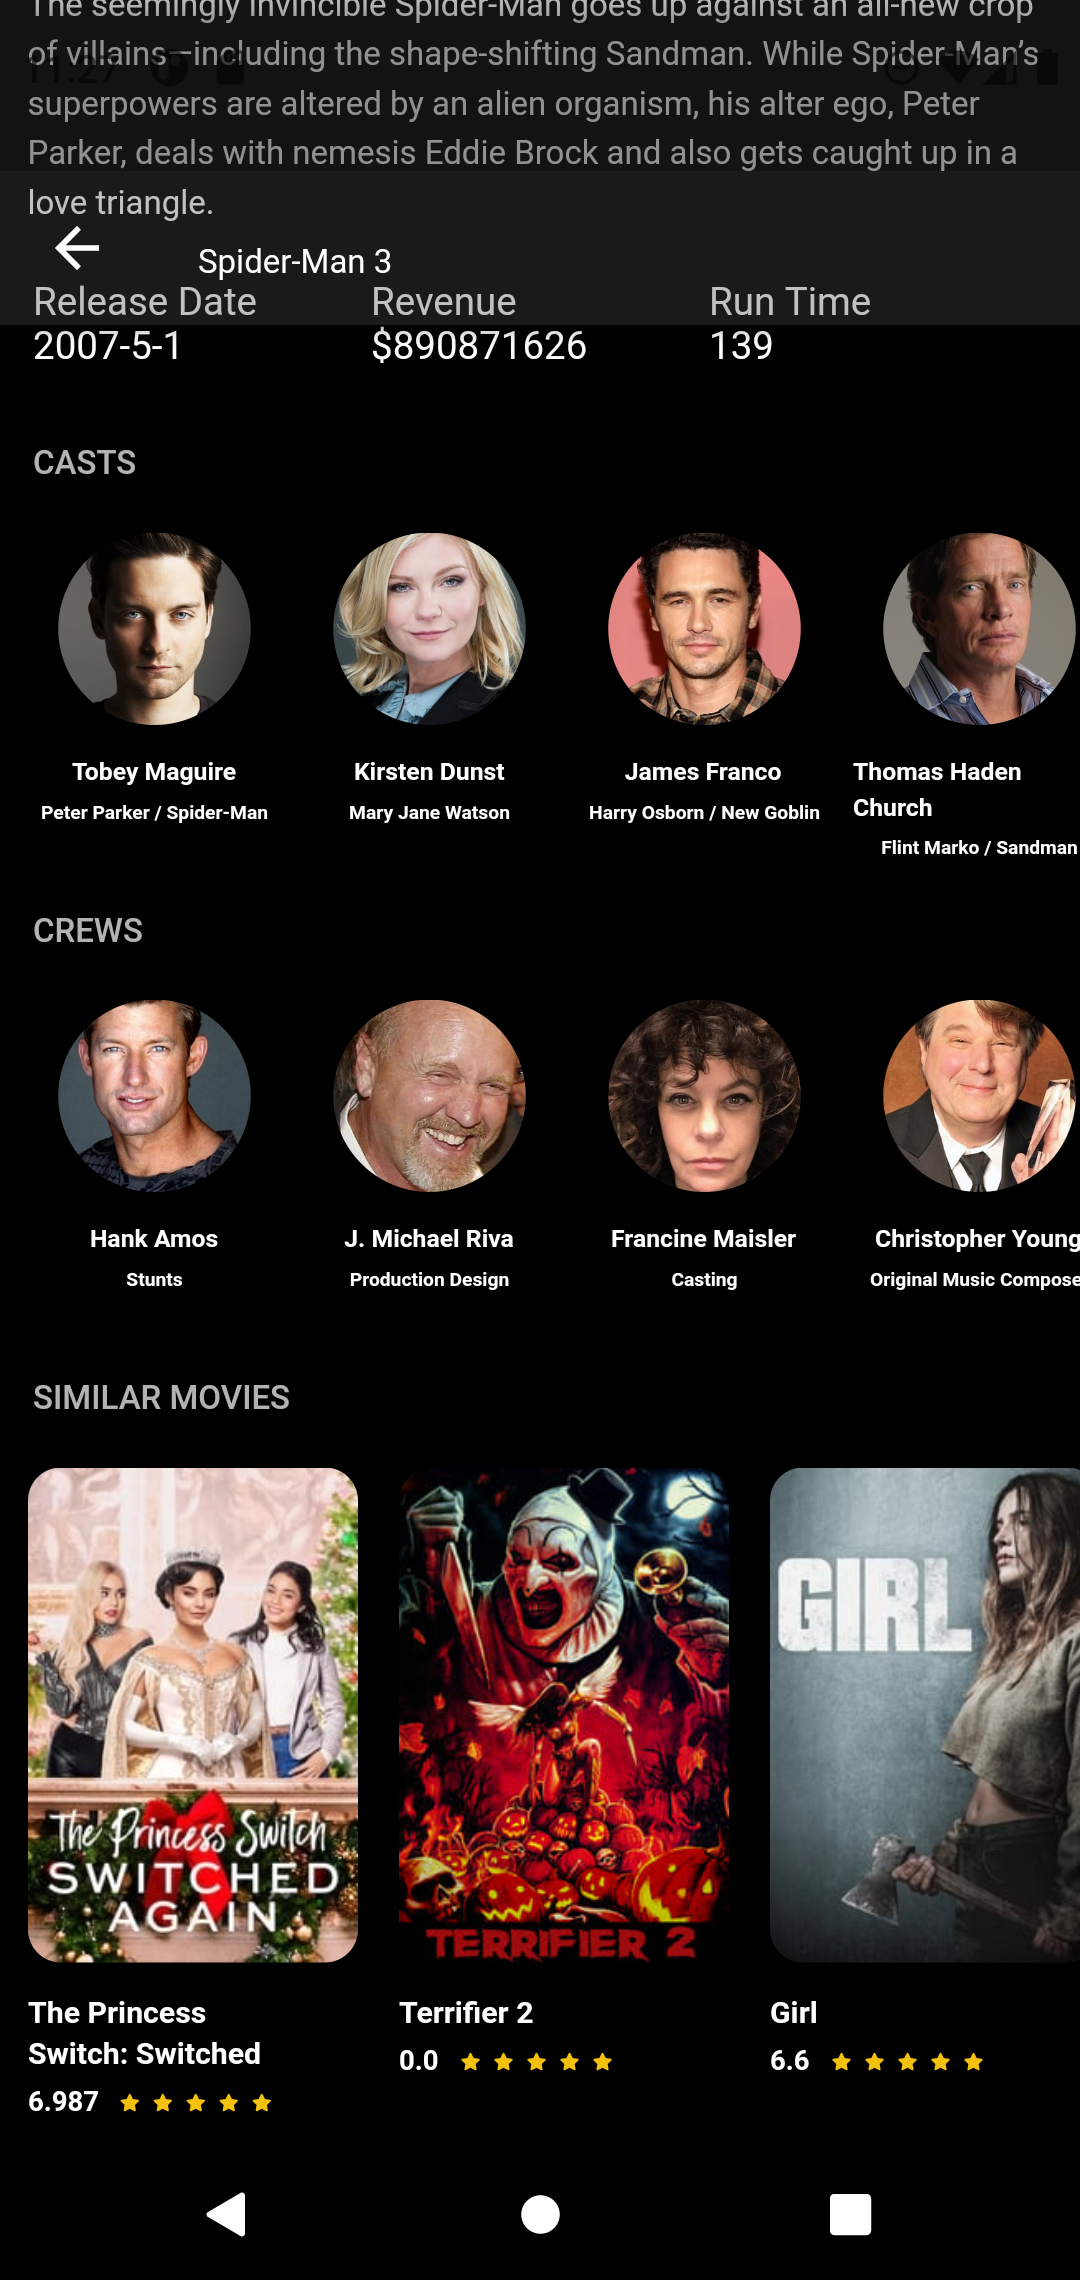 The seemingly invincible Spider-Man goes up against an all-new crop
of villains–including the shape-shifting Sandman. While Spider-Man’s
11:27
superpowers are altered by an alien organism, his alter ego, Peter
Parker, deals with nemesis Eddie Brock and also gets caught up in a
love triangle.
Spider-Man 3
Release Date Revenue Run Time
2007-5-1 $890871626 139
CASTS
Tobey Maguire Kirsten Dunst James Franco Thomas Haden
Church
Peter Parker / Spider-Man Mary Jane Watson Harry Osborn / New Goblin
Flint Marko / Sandman
CREWS
Hank Amos J. Michael Riva Francine Maisler Christopher Young
Stunts Production Design Casting Original Music Compose
SIMILAR MOVIES
GIRL
The Princess Switch
SWITCHED
AGAIN
TERRIFIER 2
The Princess
Switch: Switched
6.987
Terrifier 2
0.0
Girl
6.6